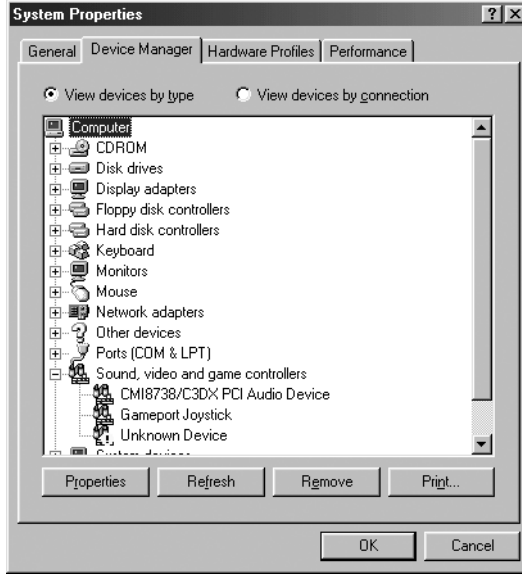 System Properties
General Device Manager Hardware Profiles Performance
View devices by type View devices by connection
Computer
CDROM
Disk drives
Display adapters
Floppy disk controllers
Hard disk controllers
Keyboard
Monitors
Mouse
Network adapters
Other devices
Ports (COM & LPT)
Sound, video and game controllers
CMI8738/C3DX PCI Audio Device
Gameport Joystick
Unknown Device
System devices
Properties Refresh Remove Print...
OK Cancel